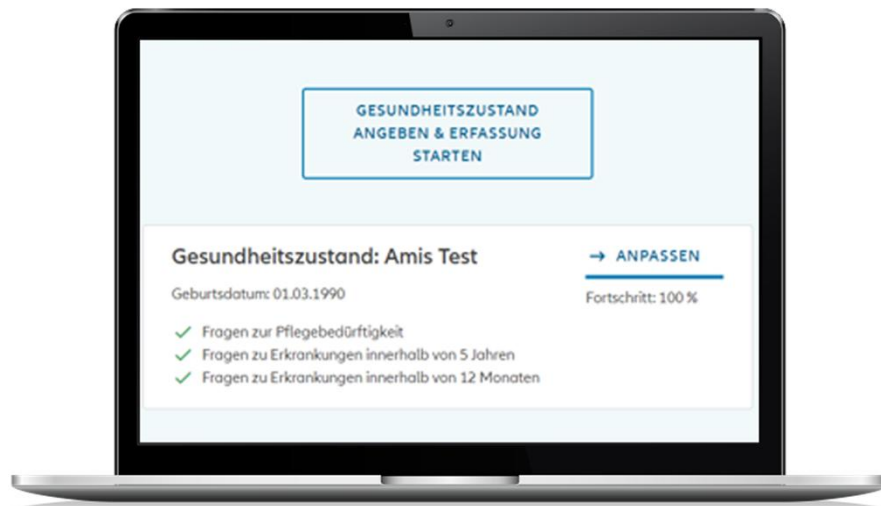 GESUNDHEITSZUSTAND
ANGEBEN & ERFASSUNG
STARTEN
Gesundheitszustand: Amis Test
→ ANPASSEN
Geburtsdatum: 01.03.1990
Fortschritt: 100 %
Fragen zur Pflegebedürftigkeit
Fragen zu Erkrankungen innerhalb von 5 Jahren
Fragen zu Erkrankungen innerhalb von 12 Monaten